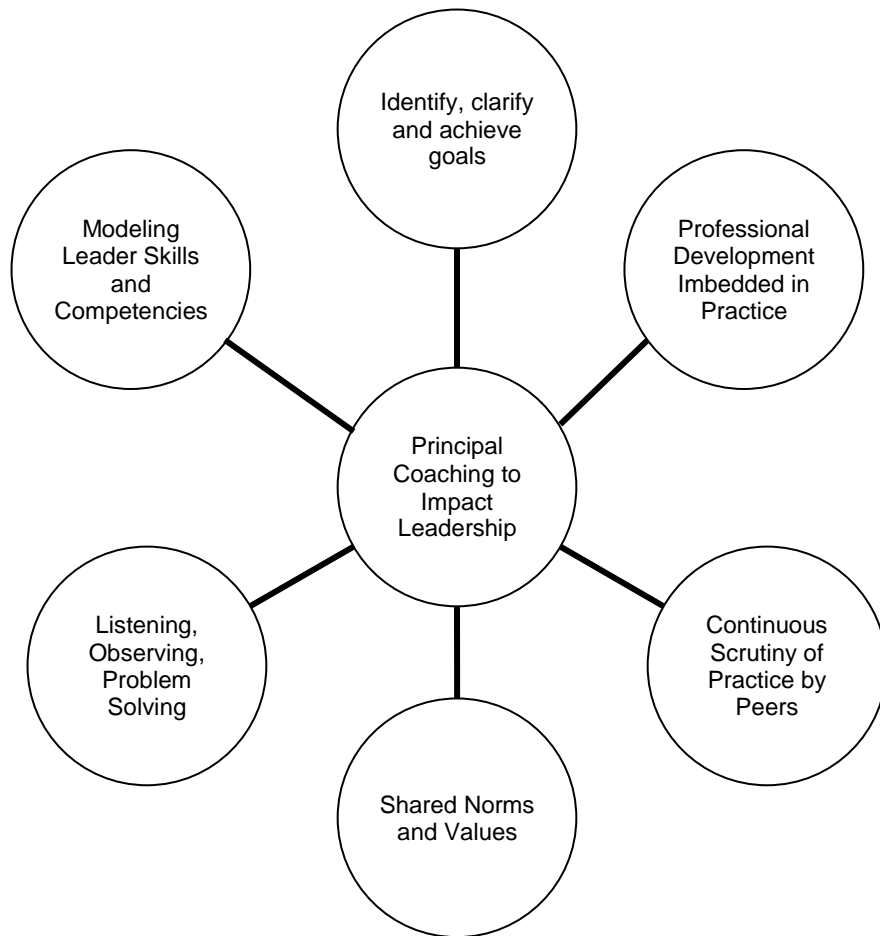 Identify, clarify
and achieve
goals
Modeling
Leader Skills
and
Competencies
Professional
Development
Imbedded in
Practice
Principal
Coaching to
Impact
Leadership
Listening,
Observing,
Problem
Solving
Continuous
Scrutiny of
Practice by
Peers
Shared Norms
and Values